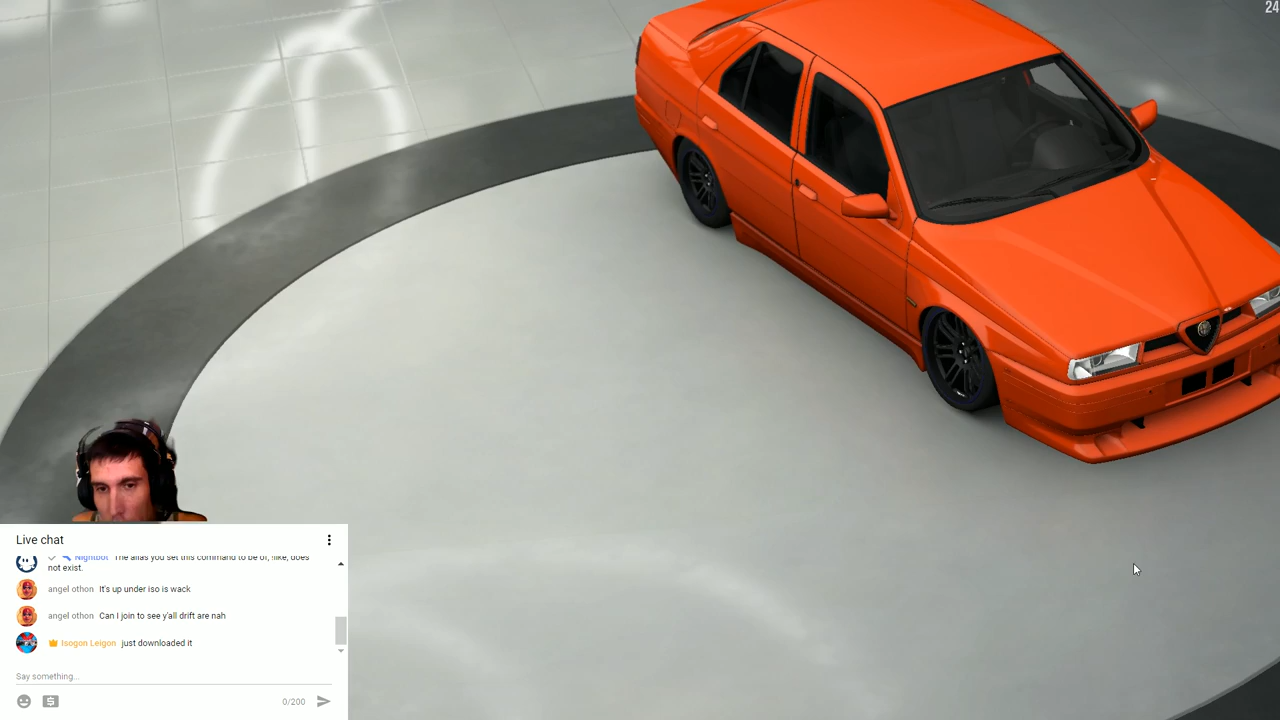 24
Live chat
Nightbot The alias you set this command to be of, !like, does
not exist.
angel othon It's up under iso is wack
angel othon Can I join to see y'all drift are nah
Isogon Leigon just downloaded it
Say something...
0/200